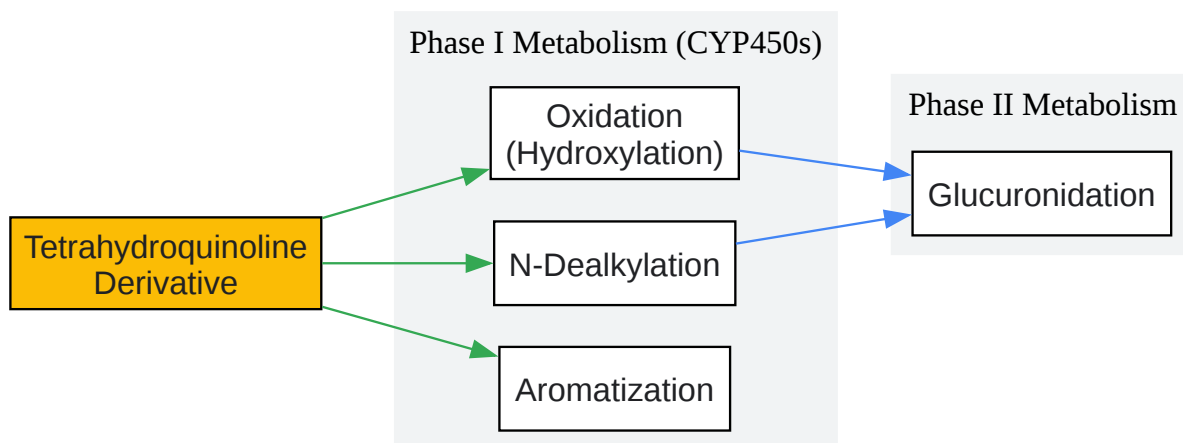 Phase I Metabolism (CYP450s)
Oxidation
(Hydroxylation)
Phase II Metabolism
Glucuronidation
Tetrahydroquinoline
Derivative
N-Dealkylation
Aromatization